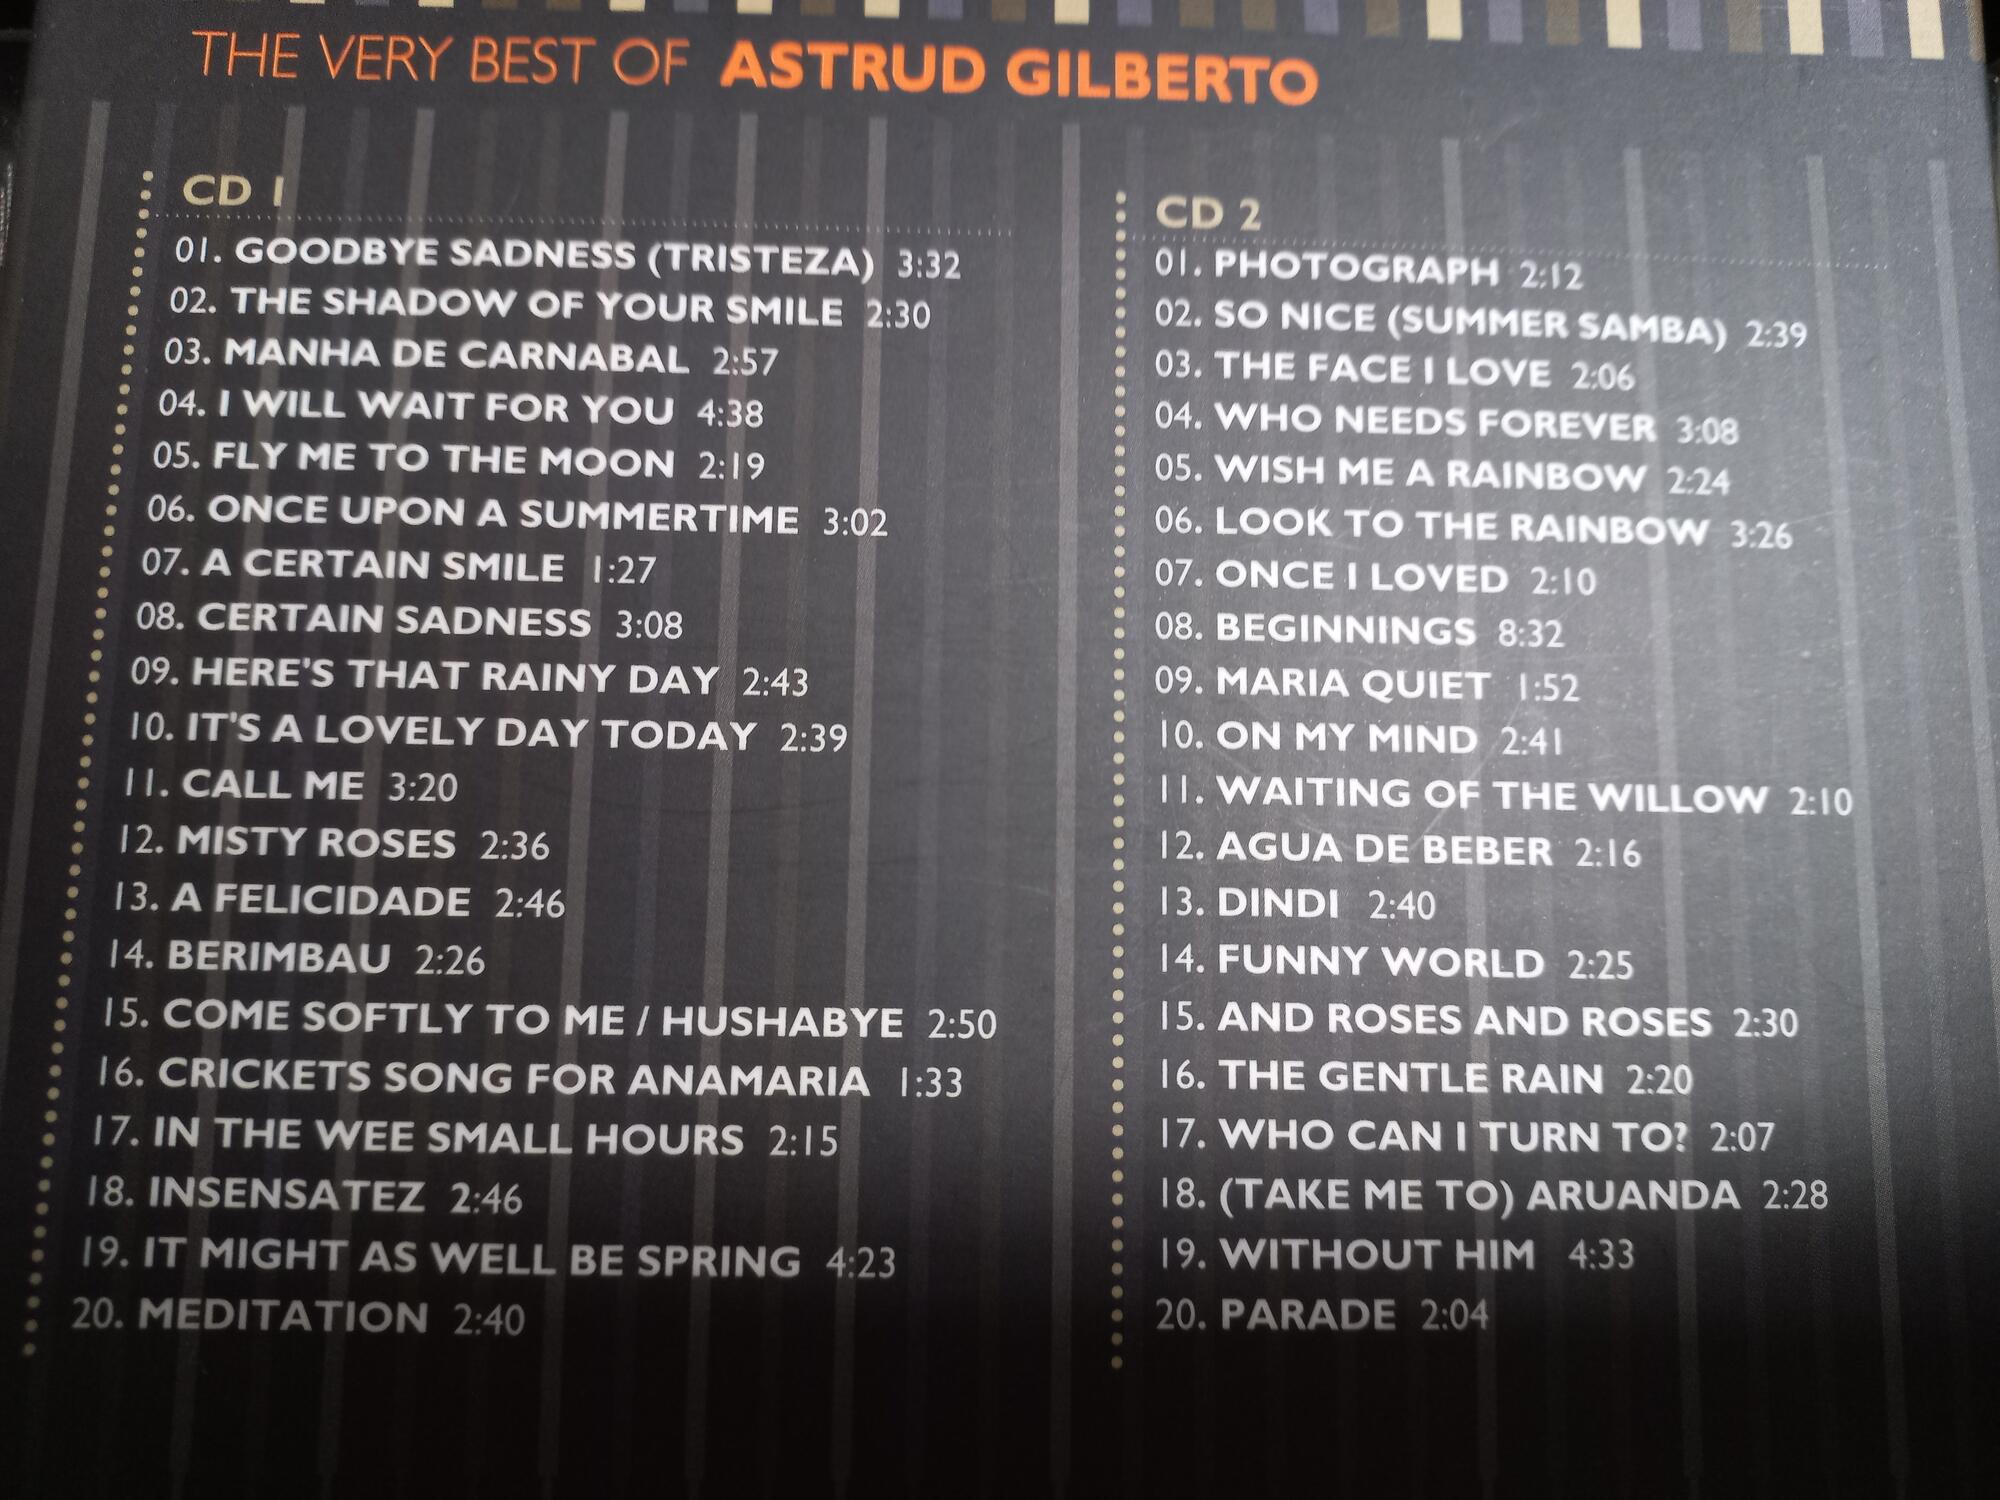 THE VERY BEST OF ASTRUD GILBERTO
CD 1
01. GOODBYE SADNESS (TRISTEZA) 3:32
02. THE SHADOW OF YOUR SMILE 2:30
03. MANHA DE CARNABAL 2:57
04. I WILL WAIT FOR YOU 4:38
05. FLY ME TO THE MOON 2:19
06. ONCE UPON A SUMMERTIME 3:02
07. A CERTAIN SMILE 1:27
08. CERTAIN SADNESS 3:08
09. HERE'S THAT RAINY DAY 2:43
10. IT'S A LOVELY DAY TODAY 2:39
11. CALL ME 3:20
12. MISTY ROSES 2:36
13. A FELICIDADE 2:46
14. BERIMBAU 2:26
15. COME SOFTLY TO ME / HUSHABYE 2:50
16. CRICKETS SONG FOR ANAMARIA 1:33
17. IN THE WEE SMALL HOURS 2:15
18. INSENSATEZ 2:46
19. IT MIGHT AS WELL BE SPRING 4:23
20. MEDITATION 2:40
CD 2
01. PHOTOGRAPH 2:12
02. SO NICE (SUMMER SAMBA) 2:39
03. THE FACE I LOVE 2:06
04. WHO NEEDS FOREVER 3:08
05. WISH ME A RAINBOW 2:24
06. LOOK TO THE RAINBOW 3:26
07. ONCE I LOVED 2:10
08. BEGINNINGS 8:32
09. MARIA QUIET 1:52
10. ON MY MIND 2:41
11. WAITING OF THE WILLOW 2:10
12. AGUA DE BEBER 2:16
13. DINDI 2:40
14. FUNNY WORLD 2:25
15. AND ROSES AND ROSES 2:30
16. THE GENTLE RAIN 2:20
17. WHO CAN I TURN TO? 2:07
18. (TAKE ME TO) ARUANDA 2:28
19. WITHOUT HIM 4:33
20. PARADE 2:04